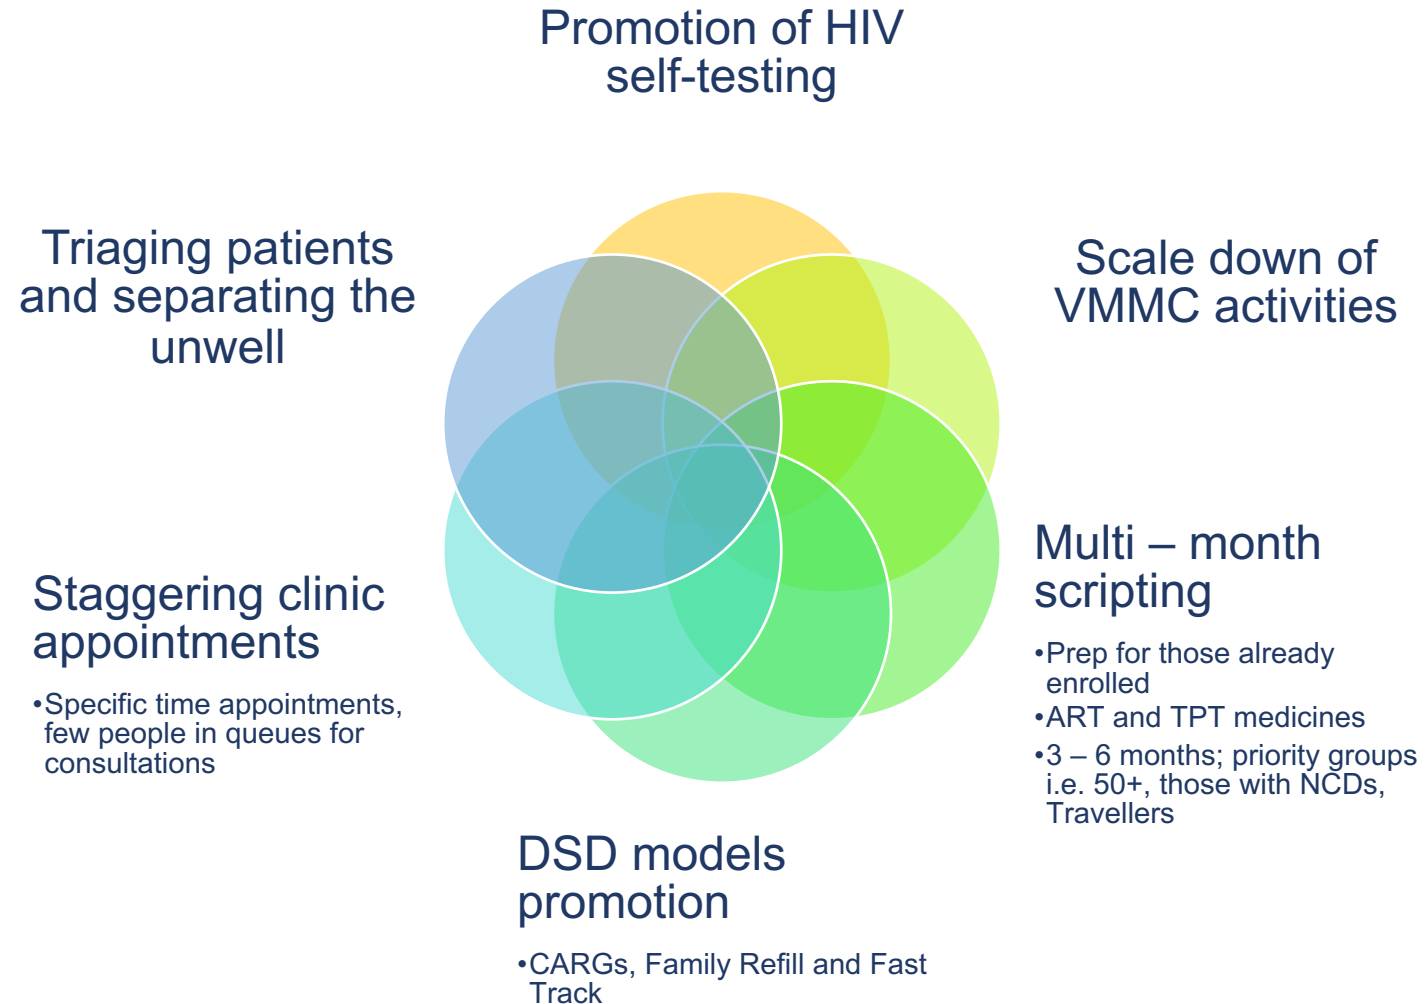 Promotion of HIV
self-testing
Scale down of
VMMC activities
Multi – month
scripting
•Prep for those already
enrolled
•ART and TPT medicines
•3 – 6 months; priority groups
i.e. 50+, those with NCDs,
Travellers
DSD models
promotion
•CARGs, Family Refill and Fast
Track
Staggering clinic
appointments
•Specific time appointments,
few people in queues for
consultations
Triaging patients
and separating the
unwell